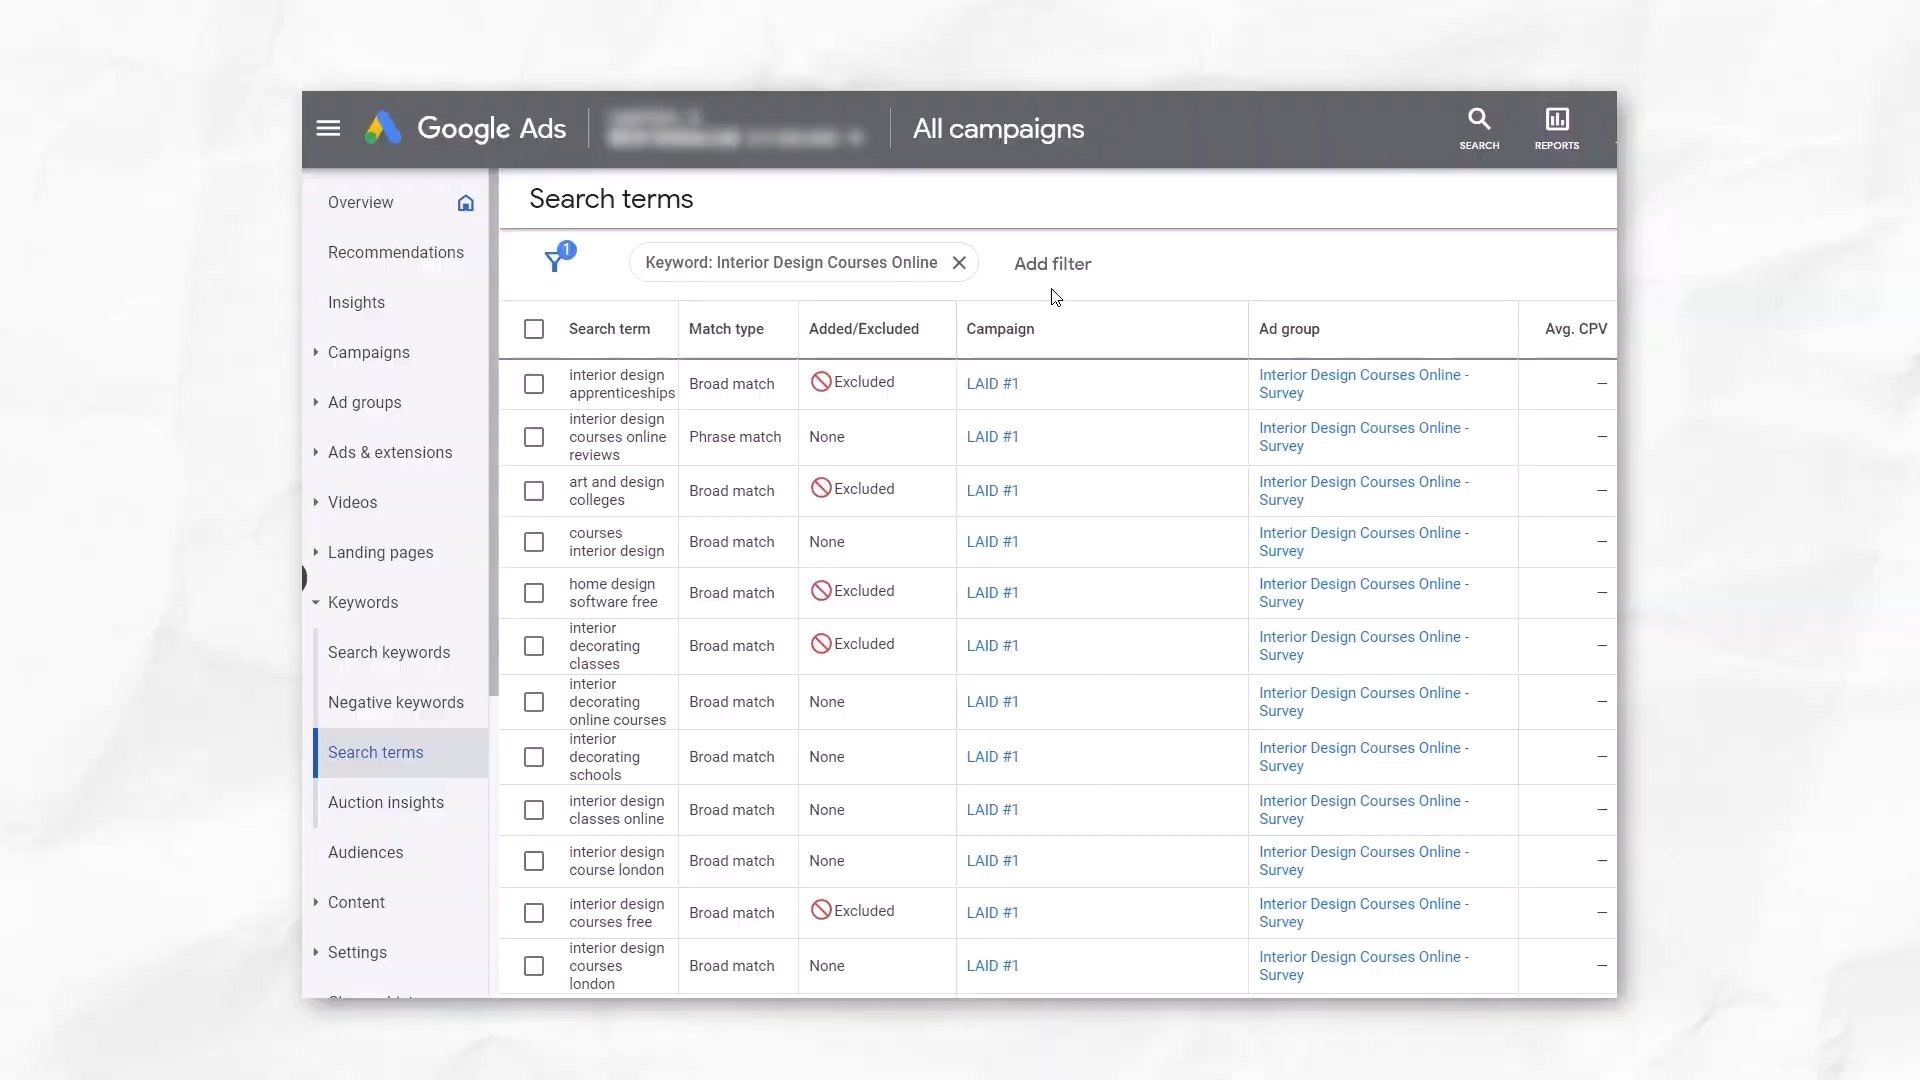 Google Ads
All campaigns
SEARCH
REPORTS
Overview
Recommendations
Insights
Campaigns
Ad groups
Ads & extensions
Videos
Landing pages
Keywords
Search keywords
Negative keywords
Search terms
Auction insights
Audiences
Content
Settings
Search terms
1
Keyword: Interior Design Courses Online
Add filter
Search term Match type Added/Excluded Campaign Ad group Avg. CPV
interior design
apprenticeships
Broad match
Excluded
LAID #1
Interior Design Courses Online -
Survey
—
interior design
courses online
reviews
Phrase match
None
LAID #1
Interior Design Courses Online -
Survey
—
art and design
colleges
Broad match
Excluded
LAID #1
Interior Design Courses Online -
Survey
—
courses
interior design
Broad match
None
LAID #1
Interior Design Courses Online -
Survey
—
home design
software free
Broad match
Excluded
LAID #1
Interior Design Courses Online -
Survey
—
interior
decorating
classes
Broad match
Excluded
LAID #1
Interior Design Courses Online -
Survey
—
interior
decorating
online courses
Broad match
None
LAID #1
Interior Design Courses Online -
Survey
—
interior
decorating
schools
Broad match
None
LAID #1
Interior Design Courses Online -
Survey
—
interior design
classes online
Broad match
None
LAID #1
Interior Design Courses Online -
Survey
—
interior design
course london
Broad match
None
LAID #1
Interior Design Courses Online -
Survey
—
interior design
courses free
Broad match
Excluded
LAID #1
Interior Design Courses Online -
Survey
—
interior design
courses
london
Broad match
None
LAID #1
Interior Design Courses Online -
Survey
—